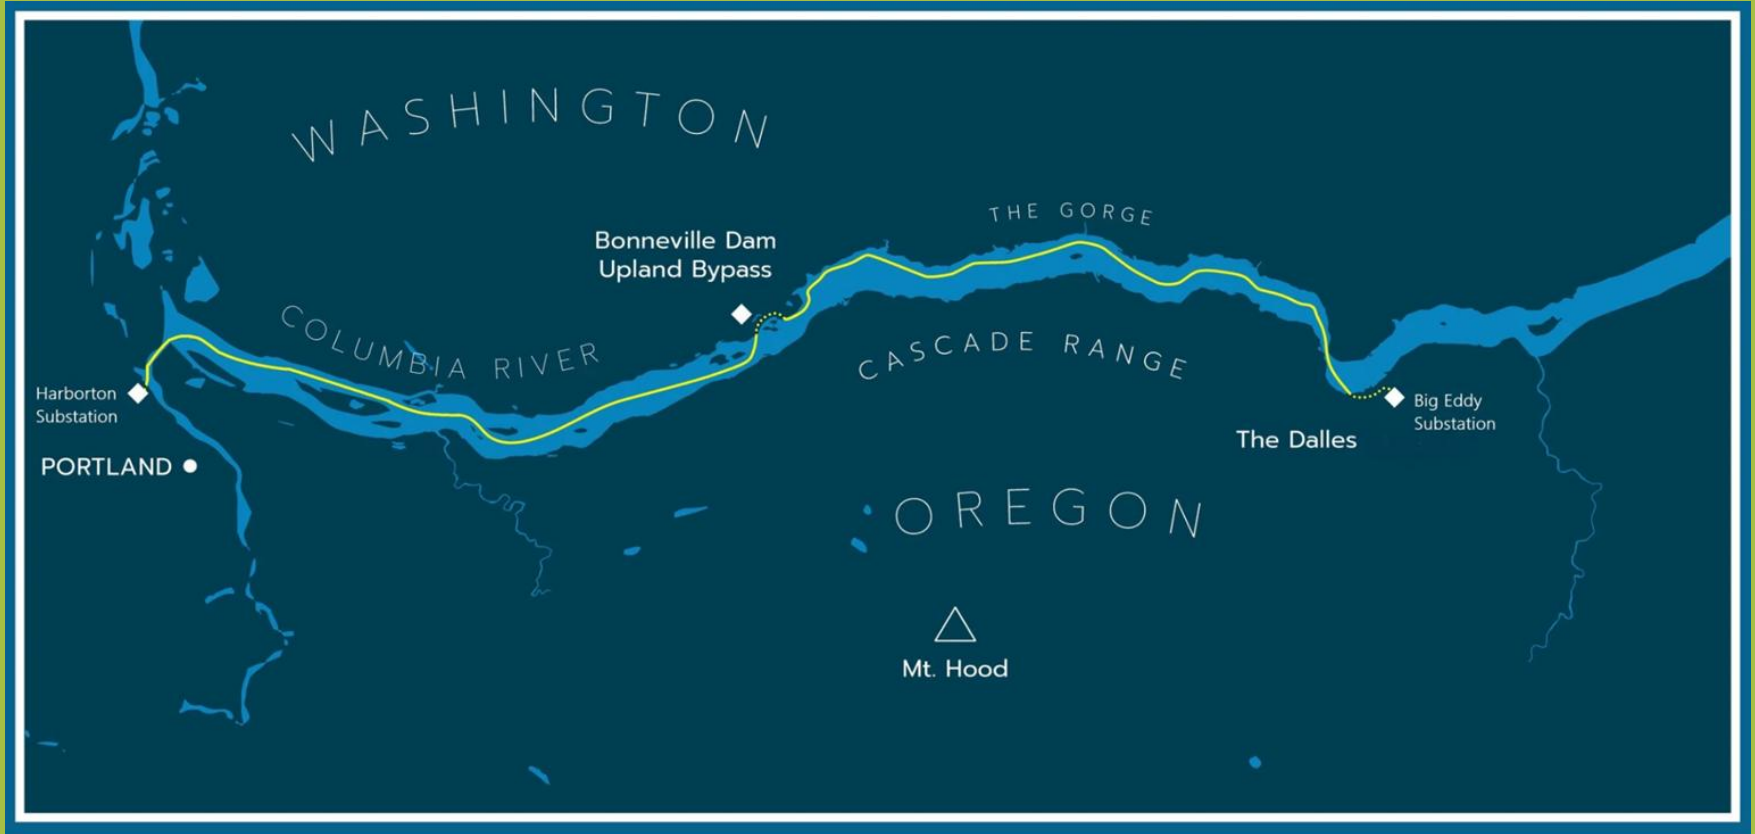 WASHINGTON
THE GORGE
Bonneville Dam
Upland Bypass
COLUMBIA RIVER
CASCADE RANGE
Harborton
Substation
Big Eddy
Substation
The Dalles
PORTLAND
OREGON
Mt. Hood